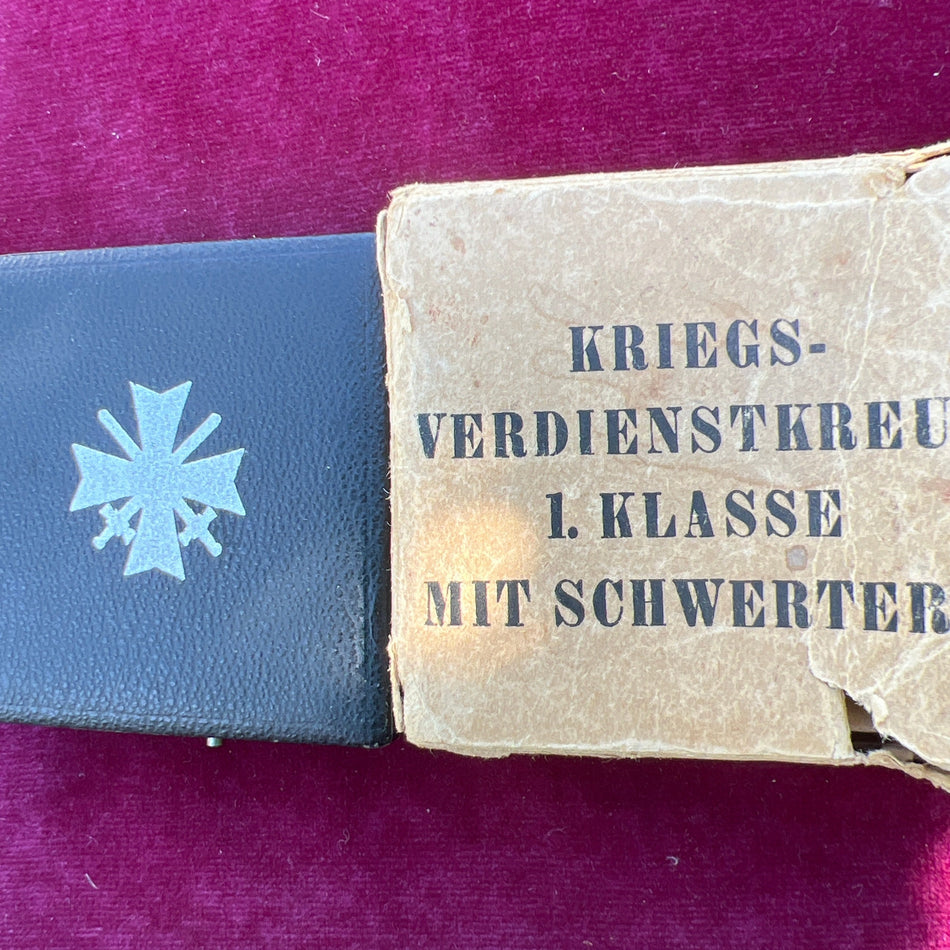 KRIEGS-
VERDIENSTKREU
1. KLASSE
MIT SCHWERTER